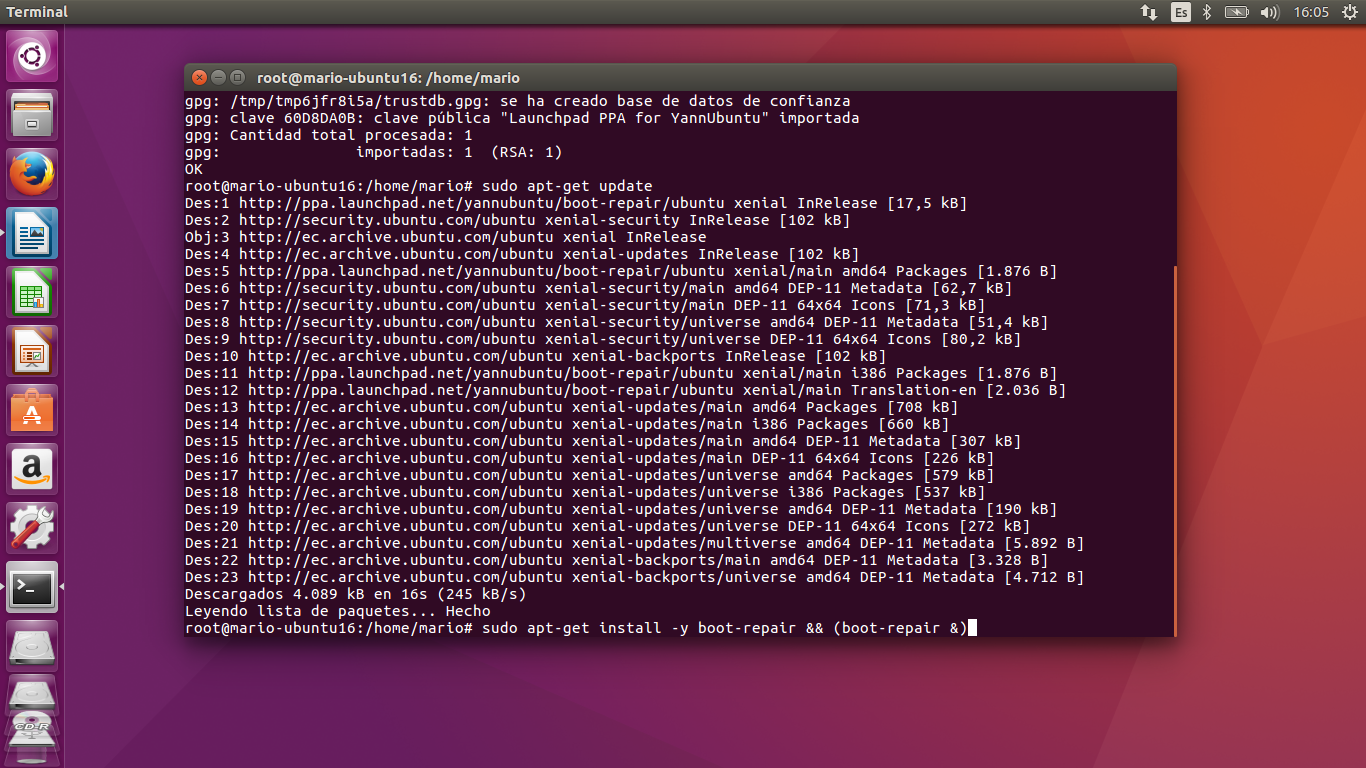 Terminal
Es
16:05
root@mario-ubuntu16: /home/mario
gpg: /tmp/tmp6jfr8i5a/trustdb.gpg: se ha creado base de datos de confianza
gpg: clave 60D8DA0B: clave pública "Launchpad PPA for YannUbuntu" importada
gpg: Cantidad total procesada: 1
gpg:               importadas: 1  (RSA: 1)
OK
root@mario-ubuntu16:/home/mario# sudo apt-get update
Des:1 http://ppa.launchpad.net/yannubuntu/boot-repair/ubuntu xenial InRelease [17,5 kB]
Des:2 http://security.ubuntu.com/ubuntu xenial-security InRelease [102 kB]
Obj:3 http://ec.archive.ubuntu.com/ubuntu xenial InRelease
Des:4 http://ec.archive.ubuntu.com/ubuntu xenial-updates InRelease [102 kB]
Des:5 http://ppa.launchpad.net/yannubuntu/boot-repair/ubuntu xenial/main amd64 Packages [1.876 B]
Des:6 http://security.ubuntu.com/ubuntu xenial-security/main amd64 DEP-11 Metadata [62,7 kB]
Des:7 http://security.ubuntu.com/ubuntu xenial-security/main DEP-11 64x64 Icons [71,3 kB]
Des:8 http://security.ubuntu.com/ubuntu xenial-security/universe amd64 DEP-11 Metadata [51,4 kB]
Des:9 http://security.ubuntu.com/ubuntu xenial-security/universe DEP-11 64x64 Icons [80,2 kB]
Des:10 http://ec.archive.ubuntu.com/ubuntu xenial-backports InRelease [102 kB]
Des:11 http://ppa.launchpad.net/yannubuntu/boot-repair/ubuntu xenial/main i386 Packages [1.876 B]
Des:12 http://ppa.launchpad.net/yannubuntu/boot-repair/ubuntu xenial/main Translation-en [2.036 B]
Des:13 http://ec.archive.ubuntu.com/ubuntu xenial-updates/main amd64 Packages [708 kB]
Des:14 http://ec.archive.ubuntu.com/ubuntu xenial-updates/main i386 Packages [660 kB]
Des:15 http://ec.archive.ubuntu.com/ubuntu xenial-updates/main amd64 DEP-11 Metadata [307 kB]
Des:16 http://ec.archive.ubuntu.com/ubuntu xenial-updates/main DEP-11 64x64 Icons [226 kB]
Des:17 http://ec.archive.ubuntu.com/ubuntu xenial-updates/universe amd64 Packages [579 kB]
Des:18 http://ec.archive.ubuntu.com/ubuntu xenial-updates/universe i386 Packages [537 kB]
Des:19 http://ec.archive.ubuntu.com/ubuntu xenial-updates/universe amd64 DEP-11 Metadata [190 kB]
Des:20 http://ec.archive.ubuntu.com/ubuntu xenial-updates/universe DEP-11 64x64 Icons [272 kB]
Des:21 http://ec.archive.ubuntu.com/ubuntu xenial-updates/multiverse amd64 DEP-11 Metadata [5.892 B]
Des:22 http://ec.archive.ubuntu.com/ubuntu xenial-backports/main amd64 DEP-11 Metadata [3.328 B]
Des:23 http://ec.archive.ubuntu.com/ubuntu xenial-backports/universe amd64 DEP-11 Metadata [4.712 B]
Descargados 4.089 kB en 16s (245 kB/s)
Leyendo lista de paquetes... Hecho
root@mario-ubuntu16:/home/mario# sudo apt-get install -y boot-repair && (boot-repair &)
CD-R